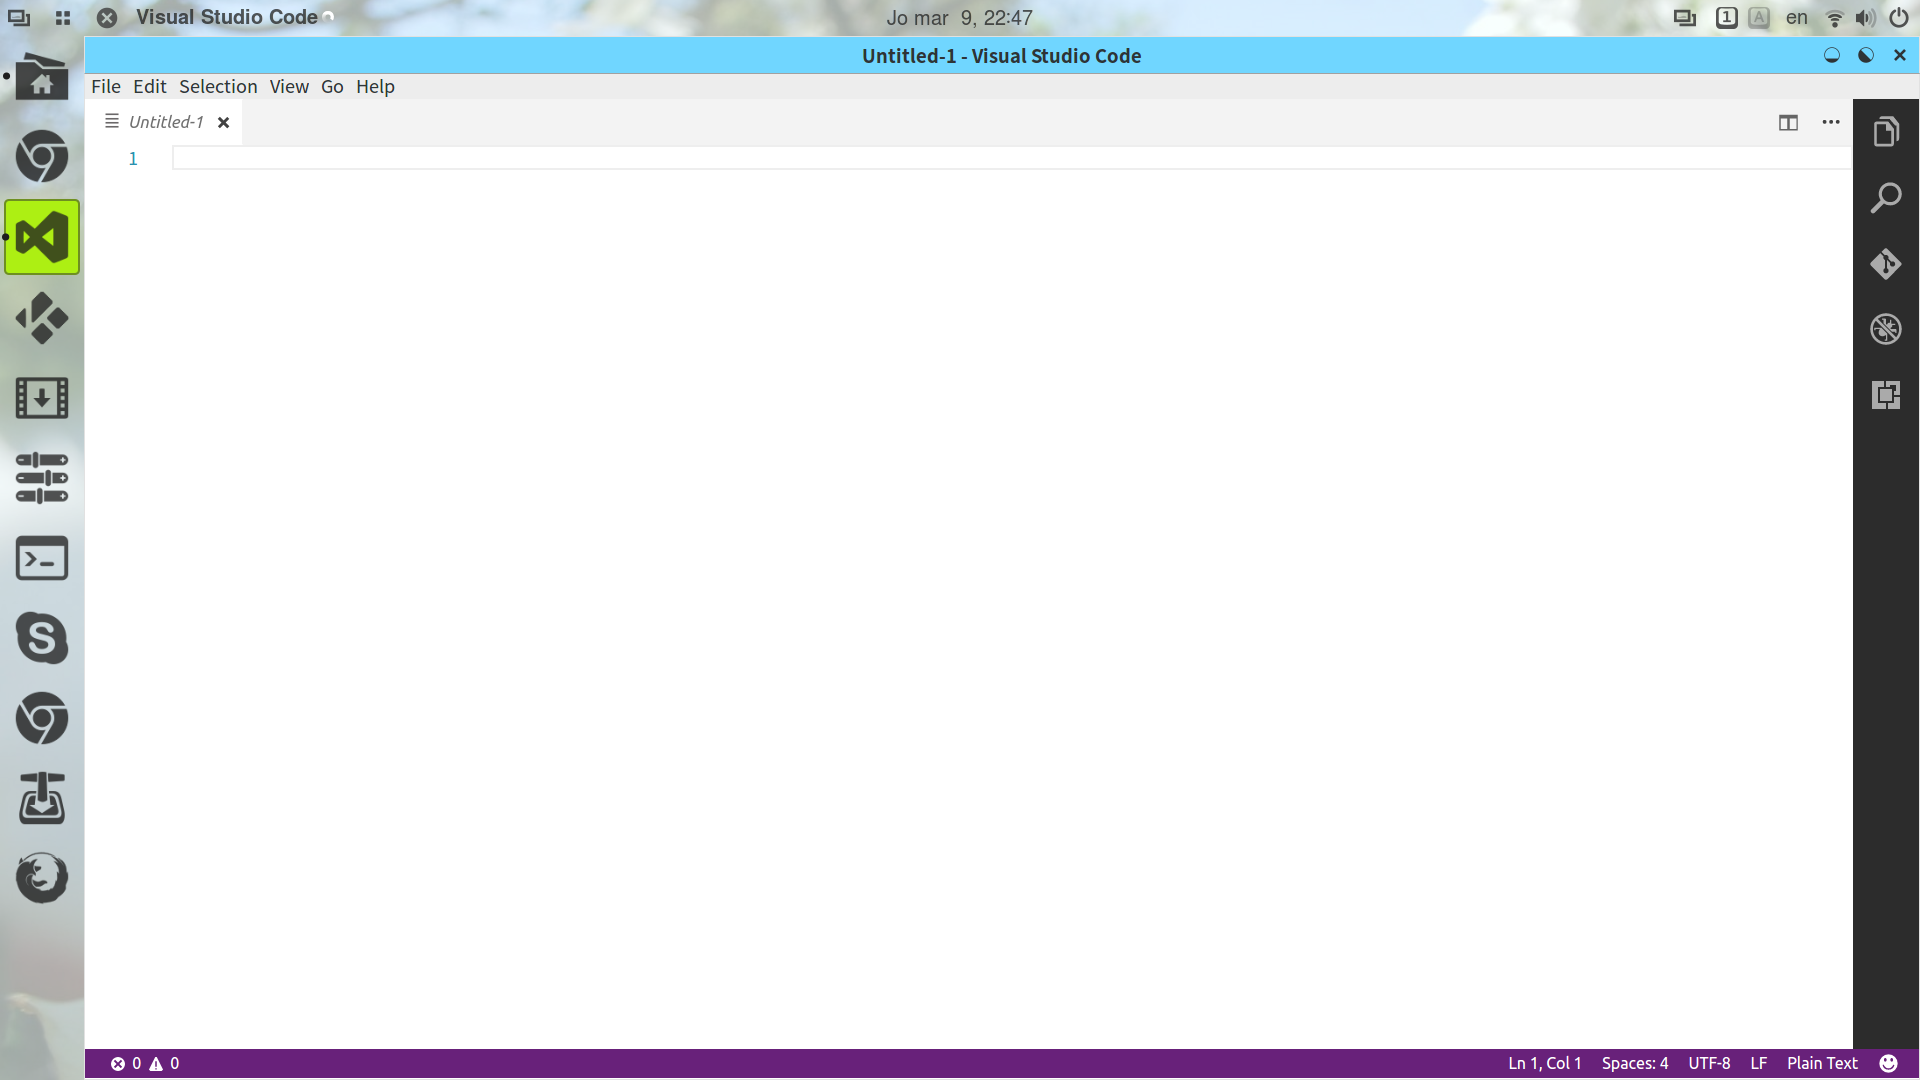 Visual Studio Code
Jo mar 9, 22:47
1 A en
Untitled-1 - Visual Studio Code
File Edit Selection View Go Help
Untitled-1
1
0 0 Ln 1, Col 1 Spaces: 4 UTF-8 LF Plain Text